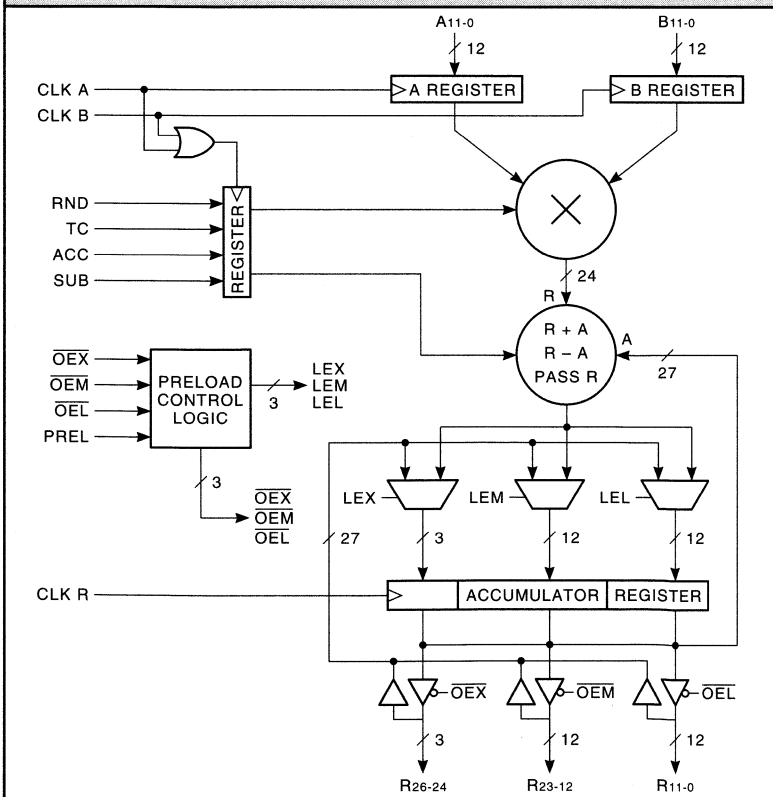 A11-0 B11-0
12 12
CLK A
A REGISTER B REGISTER
CLK B
RND
TC
ACC
SUB
REGISTER
24
R
R + A
R – A
PASS R
A
27
OEX
OEM
OEL
PREL
PRELOAD
CONTROL
LOGIC
3
LEX
LEM
LEL
3
OEX
OEM
OEL
LEX LEM LEL
27 3 12 12
CLK R
ACCUMULATOR REGISTER
OEX OEM OEL
3 12 12
R26-24 R23-12 R11-0